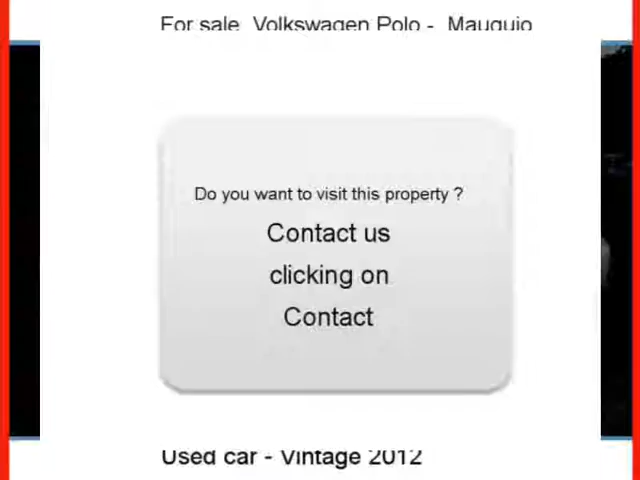 For sale Volkswagen Polo - Mauguio
Do you want to visit this property ?
Contact us
clicking on
Contact
Used car - Vintage 2012